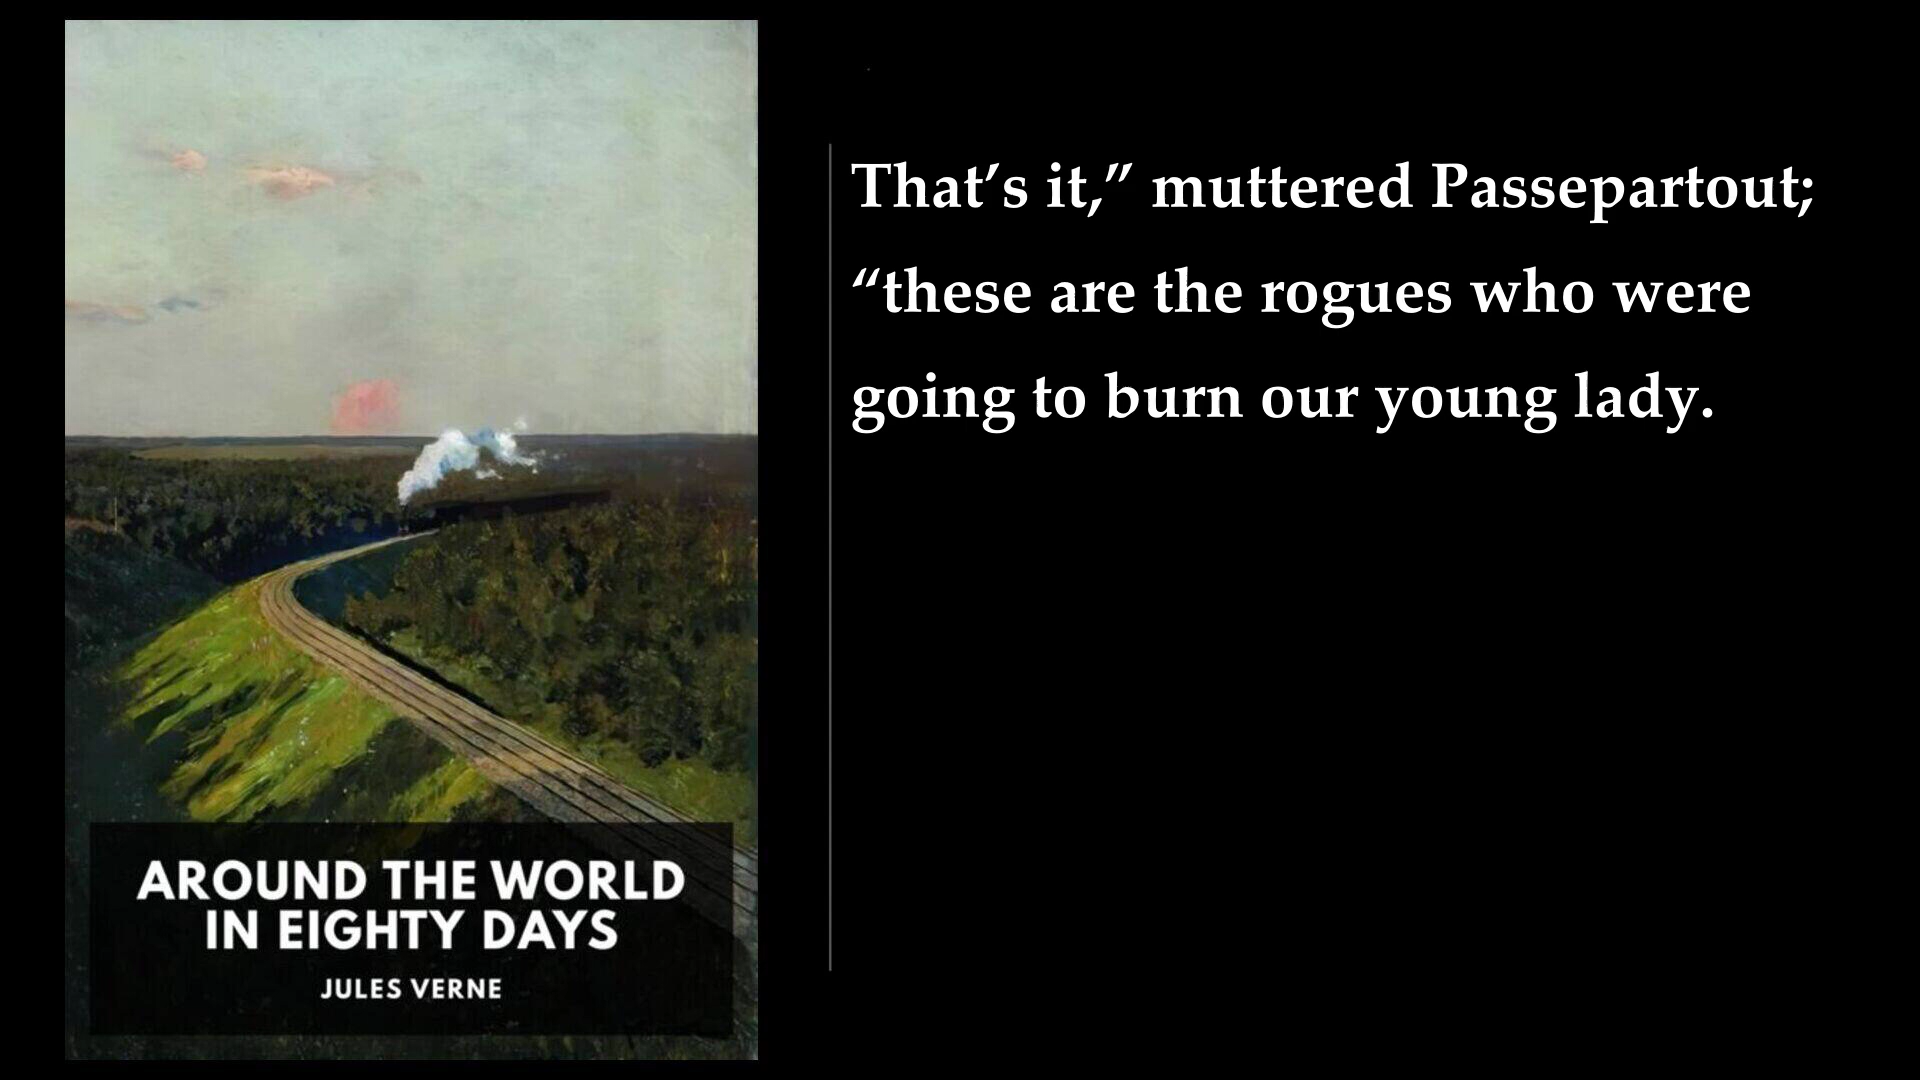 That’s it,” muttered Passepartout;
“these are the rogues who were
going to burn our young lady.
AROUND THE WORLD
IN EIGHTY DAYS
JULES VERNE